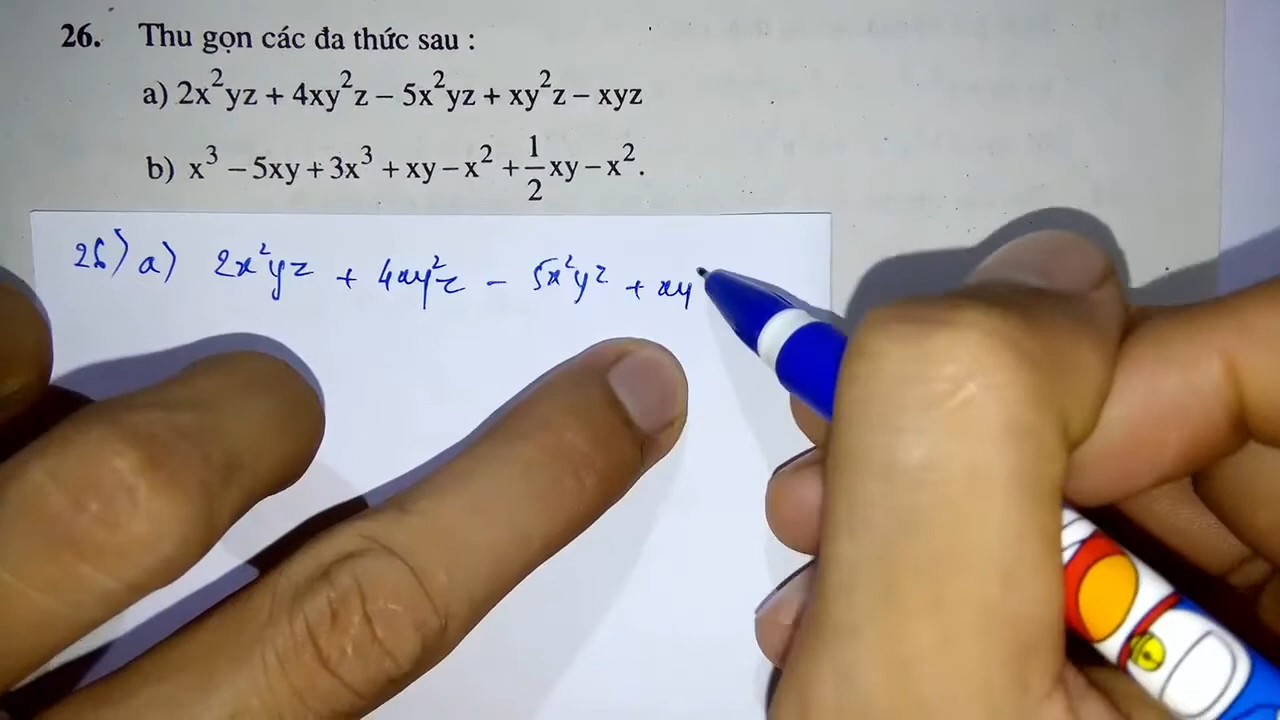 26. Thu gọn các đa thức sau :
a) 2x²yz + 4xy²z – 5x²yz + xy²z – xyz
b) x³ – 5xy + 3x³ + xy – x² + 1/2 xy – x².
26) a) 2x²yz + 4xy²z - 5x²yz + xy